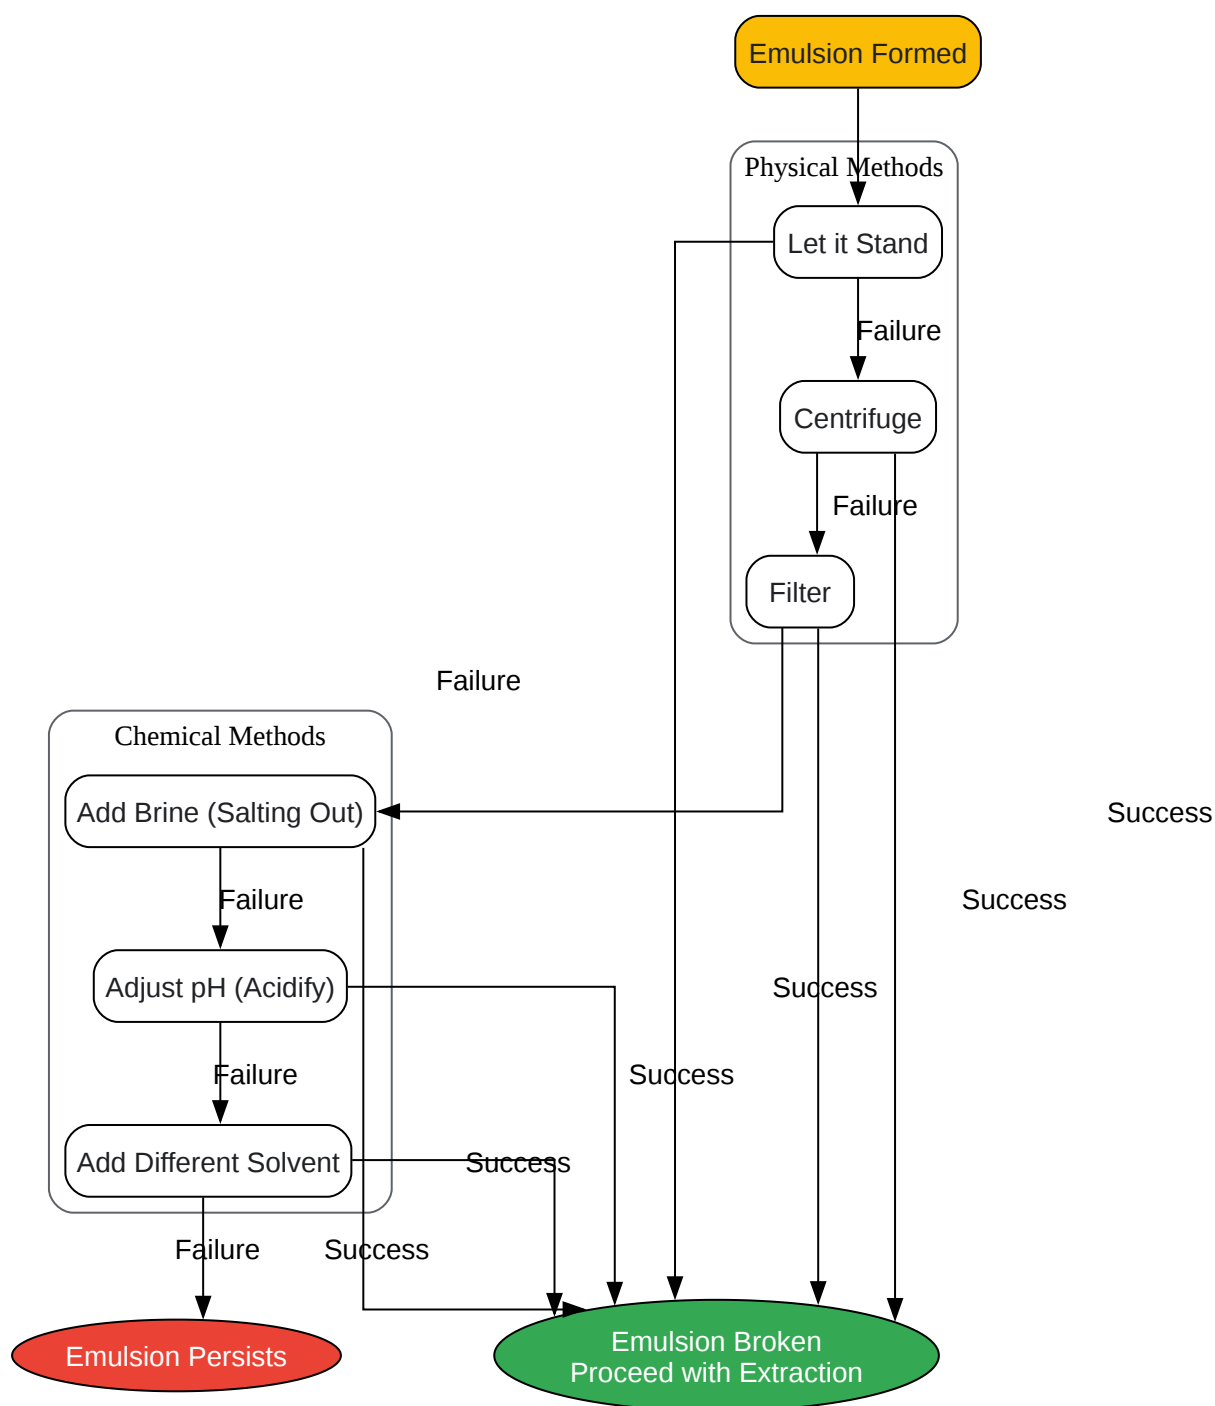 Emulsion Formed
Physical Methods
Let it Stand
Failure
Centrifuge
Failure
Filter
Failure
Chemical Methods
Add Brine (Salting Out)
Success
Failure
Success
Adjust pH (Acidify)
Success
Failure
Success
Add Different Solvent
Success
Failure
Success
Emulsion Persists
Emulsion Broken
Proceed with Extraction